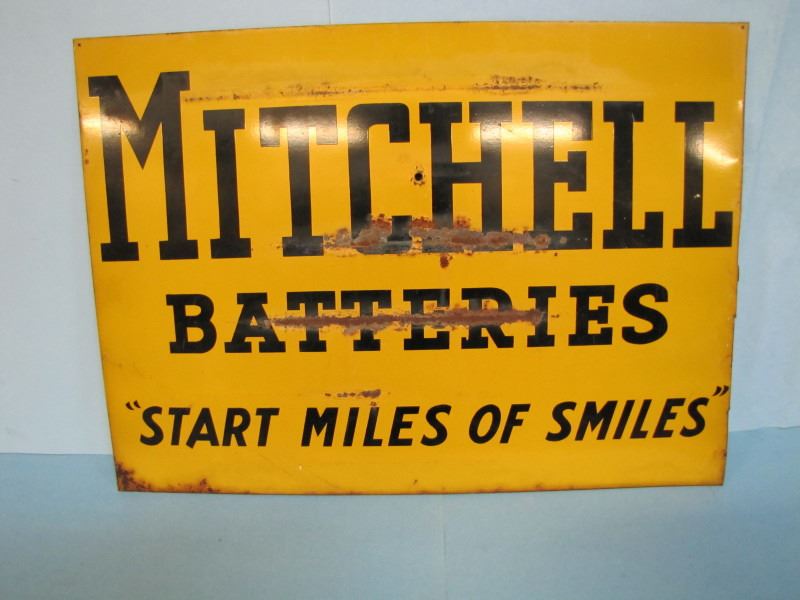 MITCHELL
BATTERIES
"START MILES OF SMILES"